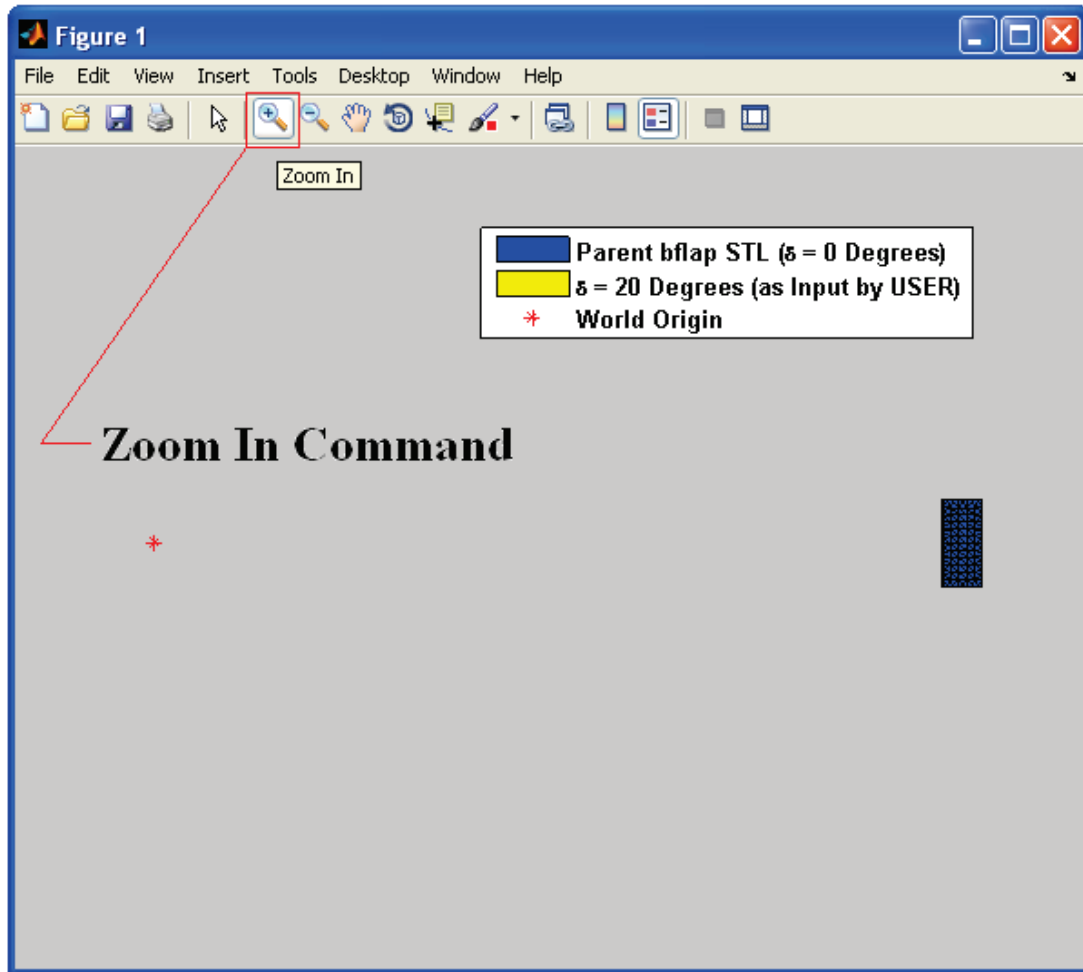 Figure 1
File Edit View Insert Tools Desktop Window Help
Zoom In
Parent bflap STL (δ = 0 Degrees)
δ = 20 Degrees (as Input by USER)
World Origin
Zoom In Command